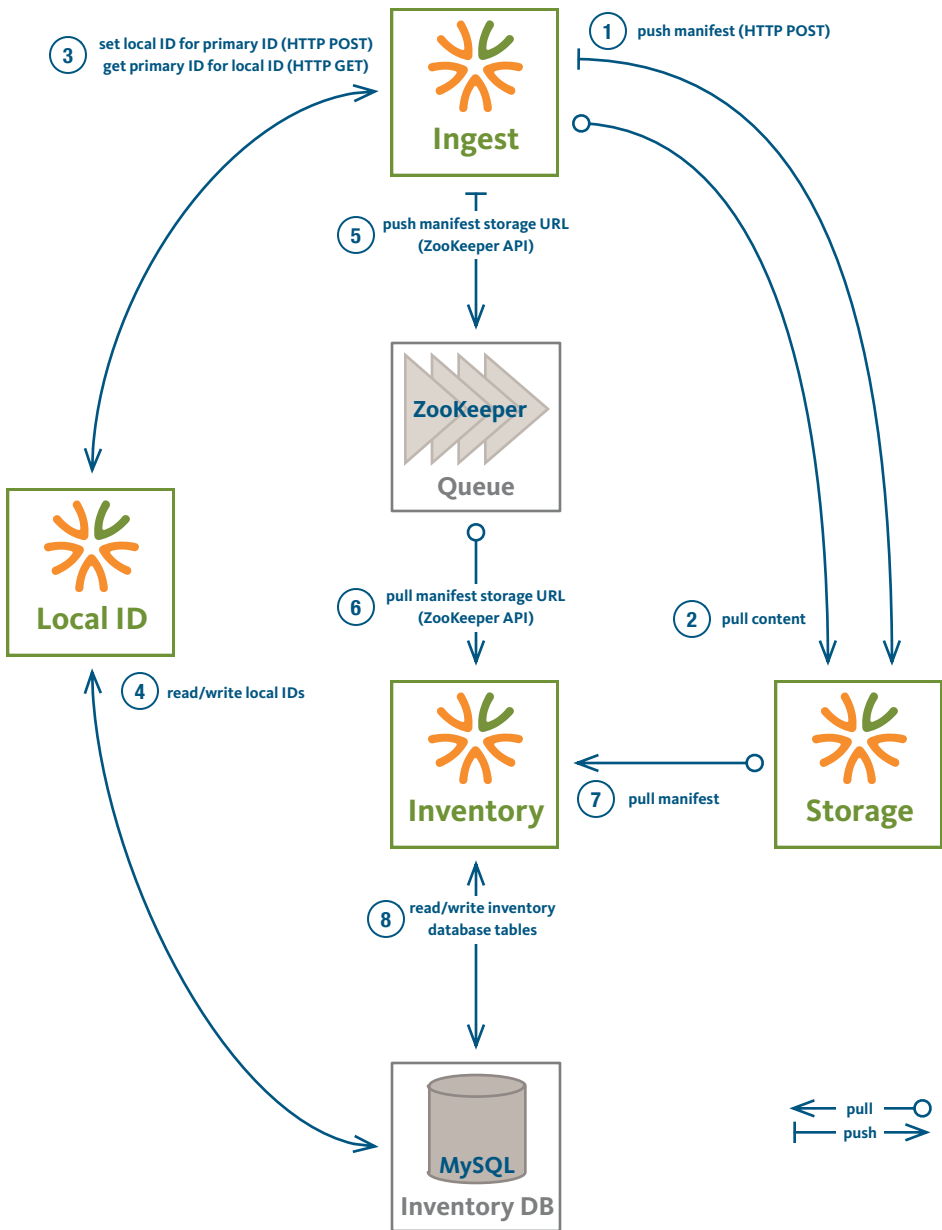 3
set local ID for primary ID (HTTP POST)
get primary ID for local ID (HTTP GET)
1
push manifest (HTTP POST)
Ingest
5
push manifest storage URL
(ZooKeeper API)
ZooKeeper
Queue
Local ID
6
pull manifest storage URL
(ZooKeeper API)
2
pull content
4
read/write local IDs
Inventory
7
pull manifest
Storage
8
read/write inventory
database tables
MySQL
Inventory DB
pull
push